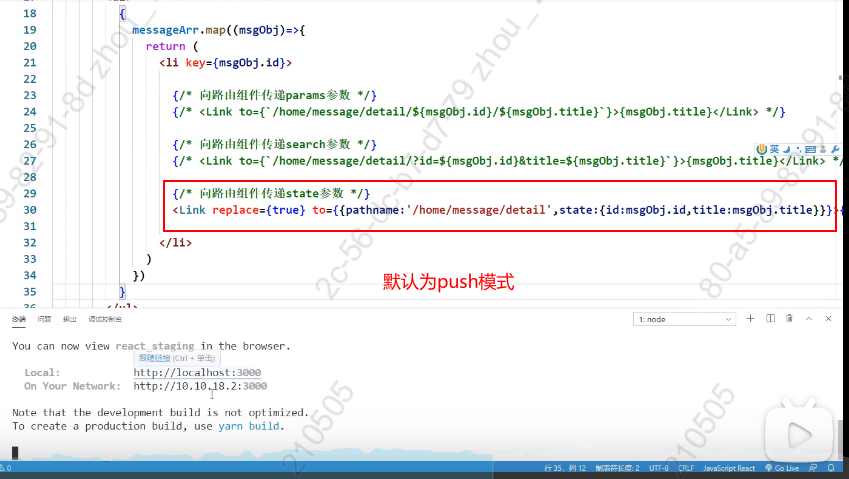 18 {
19 messageArr.map((msgObj)=>{
20 return (
21 <li key={msgObj.id}>
22
23 {/* 向路由组件传递params参数 */}
24 {/* <Link to={`/home/message/detail/${msgObj.id}/${msgObj.title}`}>{msgObj.title}</Link> */}
25
26 {/* 向路由组件传递search参数 */}
27 {/* <Link to={`/home/message/detail/?id=${msgObj.id}&title=${msgObj.title}`}>{msgObj.title}</Link> */
28
29 {/* 向路由组件传递state参数 */}
30 <Link replace={true} to={{pathname:'/home/message/detail',state:{id:msgObj.id,title:msgObj.title}}}>{
31
32 </li>
33 )
34 })
35 }
英
默认为push模式
终端 问题 输出 调试控制台 1: node
You can now view react_staging in the browser.
跟随链接 (Ctrl + 单击)
Local: http://localhost:3000
On Your Network: http://10.10.18.2:3000
Note that the development build is not optimized.
To create a production build, use yarn build.
0 行 35, 列 12 制表符长度: 2 UTF-8 CRLF JavaScript React Go Live
210505
210505